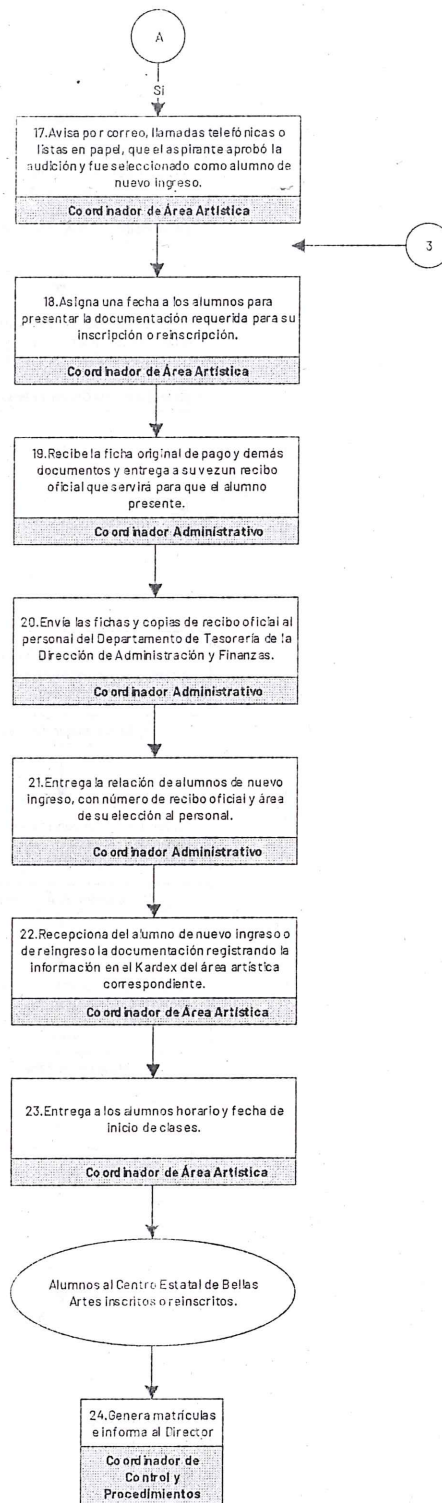 A
Si
17.Avisa por correo, llamadas telefónicas o
listas en papel, que el aspirante aprobó la
audición y fue seleccionado como alumno de
nuevo ingreso.
Coordinador de Área Artística
3
18.Asigna una fecha a los alumnos para
presentar la documentación requerida para su
inscripción o reinscripción.
Coordinador de Área Artística
19.Recibe la ficha original de pago y demás
documentos y entrega a su vez un recibo
oficial que servirá para que el alumno
presente.
Coordinador Administrativo
20.Envía las fichas y copias de recibo oficial al
personal del Departamento de Tesorería de la
Dirección de Administración y Finanzas.
Coordinador Administrativo
21.Entrega la relación de alumnos de nuevo
ingreso, con número de recibo oficial y área
de su elección al personal.
Coordinador Administrativo
22.Recepciona del alumno de nuevo ingreso o
de reingreso la documentación registrando la
información en el Kardex del área artística
correspondiente.
Coordinador de Área Artística
23.Entrega a los alumnos horario y fecha de
inicio de clases.
Coordinador de Área Artística
Alumnos al Centro Estatal de Bellas
Artes inscritos o reinscritos.
24.Genera matrículas
e informa al Director
Coordinador de
Control y
Procedimientos